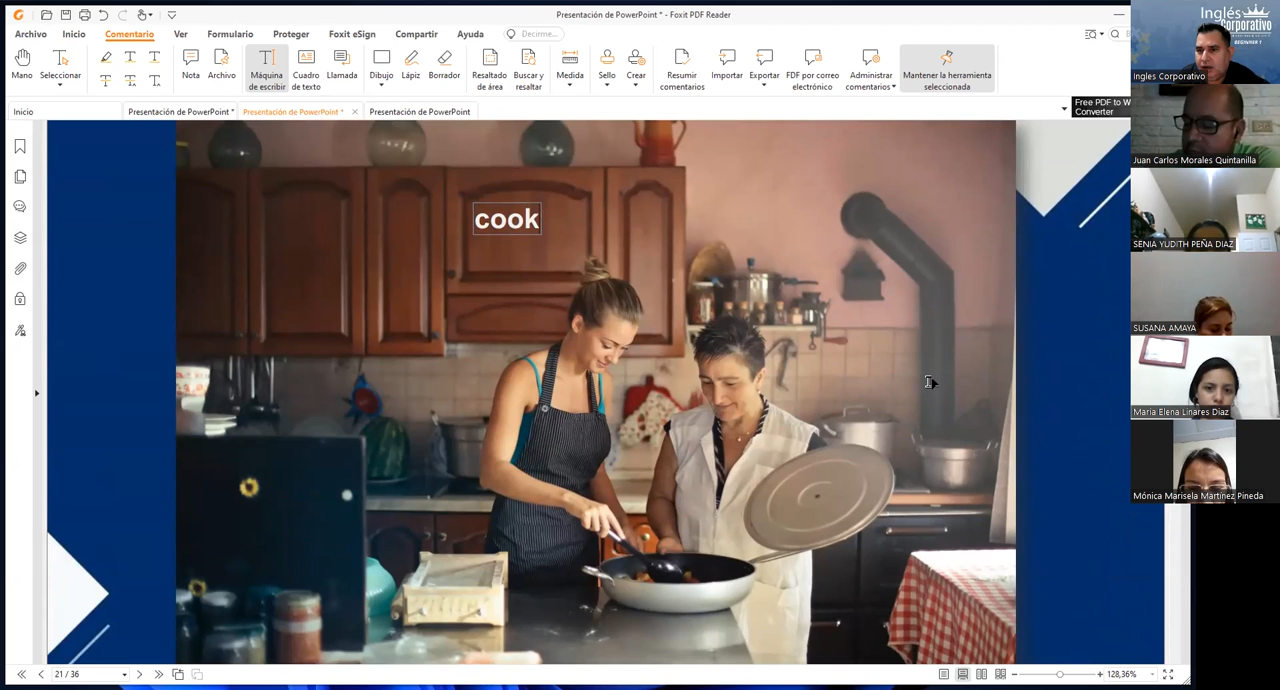 Presentación de PowerPoint * - Foxit PDF Reader
Archivo Inicio Comentario Ver Formulario Proteger Foxit eSign Compartir Ayuda Decirme...
Mano
Seleccionar
Nota
Archivo
Máquina de escribir
Cuadro de texto
Llamada
Dibujo
Lápiz
Borrador
Resaltado de área
Buscar y resaltar
Medida
Sello
Crear
Resumir comentarios
Importar
Exportar
FDF por correo electrónico
Administrar comentarios
Mantener la herramienta seleccionada
Inicio
Presentación de PowerPoint *
Presentación de PowerPoint *
Presentación de PowerPoint
Free PDF to W
Converter
cook
21 / 36
128,36%
Inglés
Corporativo
BEGINNER 1
Ingles Corporativo
Juan Carlos Morales Quintanilla
SENIA YUDITH PEÑA DIAZ
SUSANA AMAYA
Maria Elena Linares Diaz
Mónica Marisela Martínez Pineda